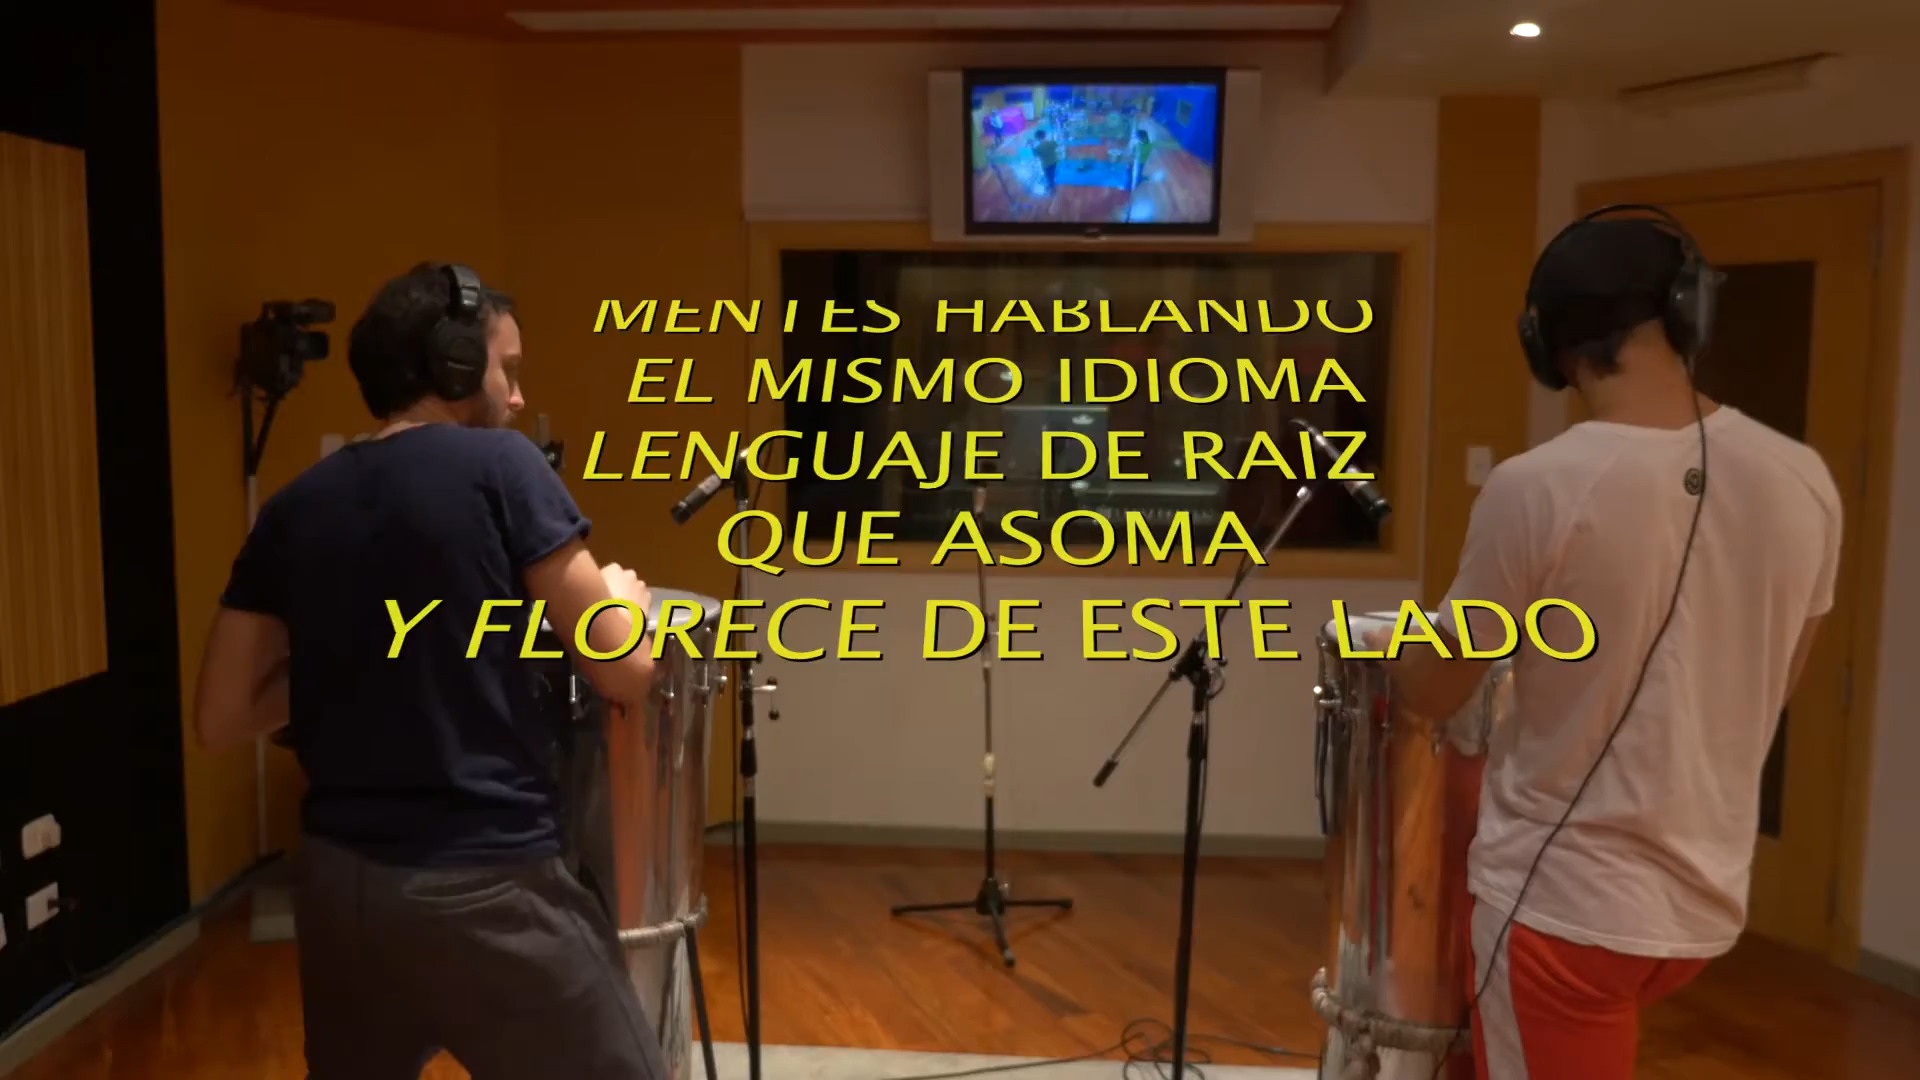 MENTES HABLANDO
EL MISMO IDIOMA
LENGUAJE DE RAIZ
QUE ASOMA
Y FLORECE DE ESTE LADO